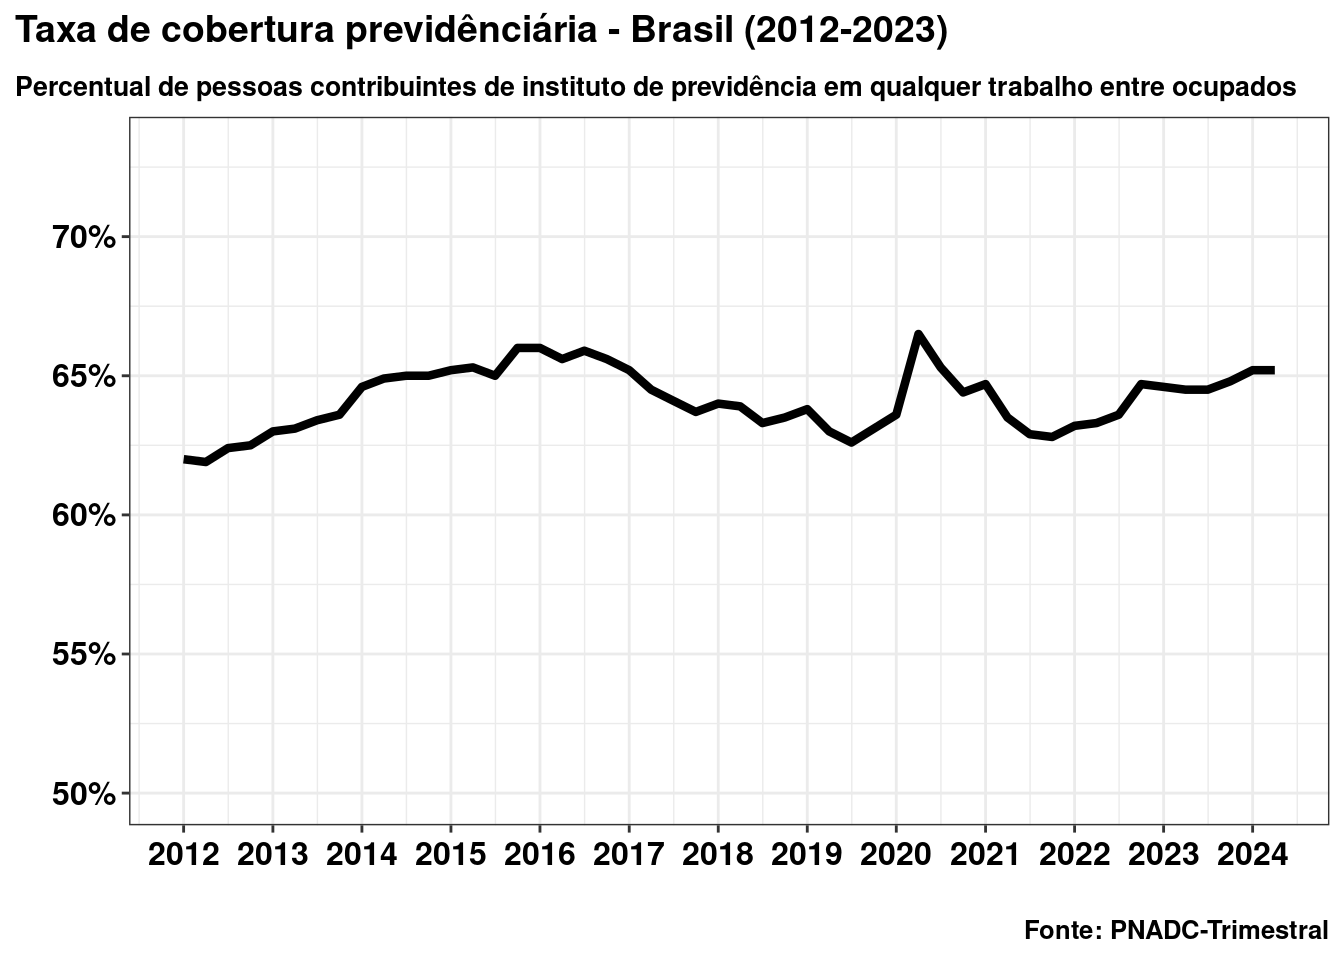 Taxa de cobertura previdênciária - Brasil (2012-2023)
Percentual de pessoas contribuintes de instituto de previdência em qualquer trabalho entre ocupados
70%
65%
60%
55%
50%
2012 2013 2014 2015 2016 2017 2018 2019 2020 2021 2022 2023 2024
Fonte: PNADC-Trimestral